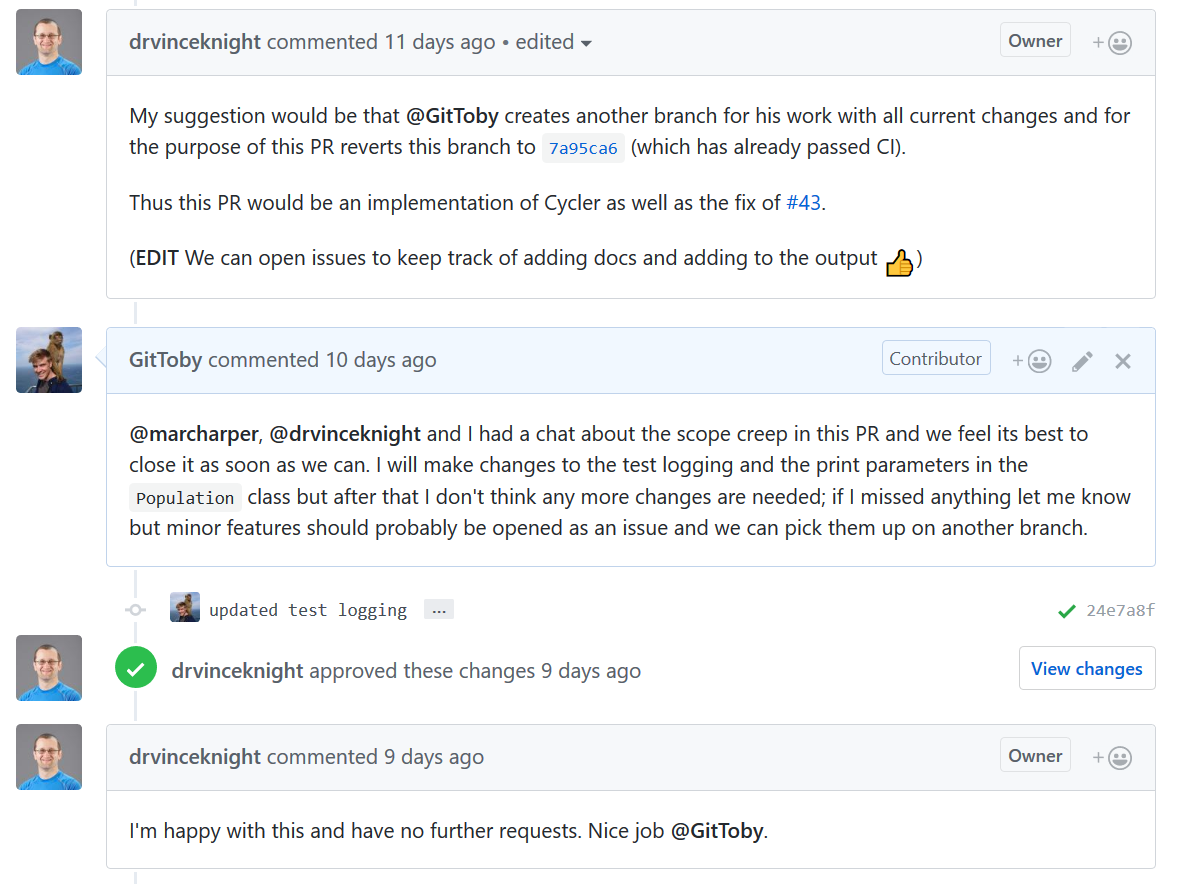 drvinceknight commented 11 days ago • edited
Owner
My suggestion would be that @GitToby creates another branch for his work with all current changes and for
the purpose of this PR reverts this branch to 7a95ca6 (which has already passed CI).
Thus this PR would be an implementation of Cycler as well as the fix of #43.
(EDIT We can open issues to keep track of adding docs and adding to the output 👍)
GitToby commented 10 days ago
Contributor
@marcharper, @drvinceknight and I had a chat about the scope creep in this PR and we feel its best to
close it as soon as we can. I will make changes to the test logging and the print parameters in the
Population class but after that I don't think any more changes are needed; if I missed anything let me know
but minor features should probably be opened as an issue and we can pick them up on another branch.
updated test logging ...
24e7a8f
drvinceknight approved these changes 9 days ago
View changes
drvinceknight commented 9 days ago
Owner
I'm happy with this and have no further requests. Nice job @GitToby.